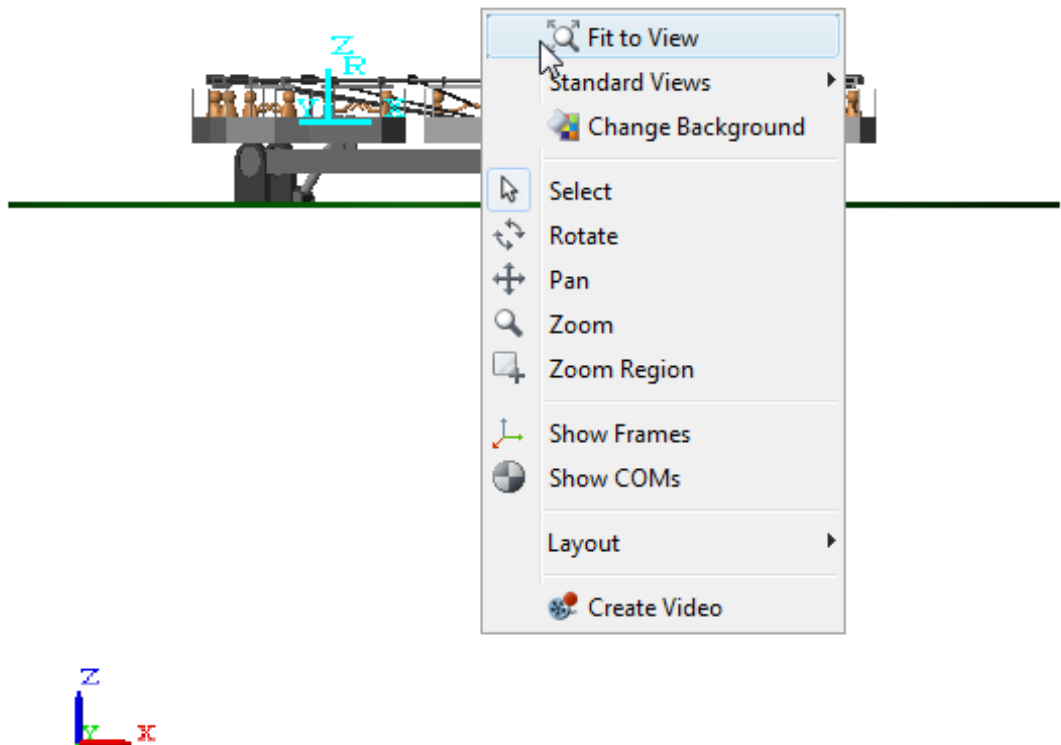 Fit to View
Z
R
Standard Views
Y X
Change Background
Select
Rotate
Pan
Zoom
Zoom Region
Show Frames
Show COMs
Layout
Create Video
Z
Y X